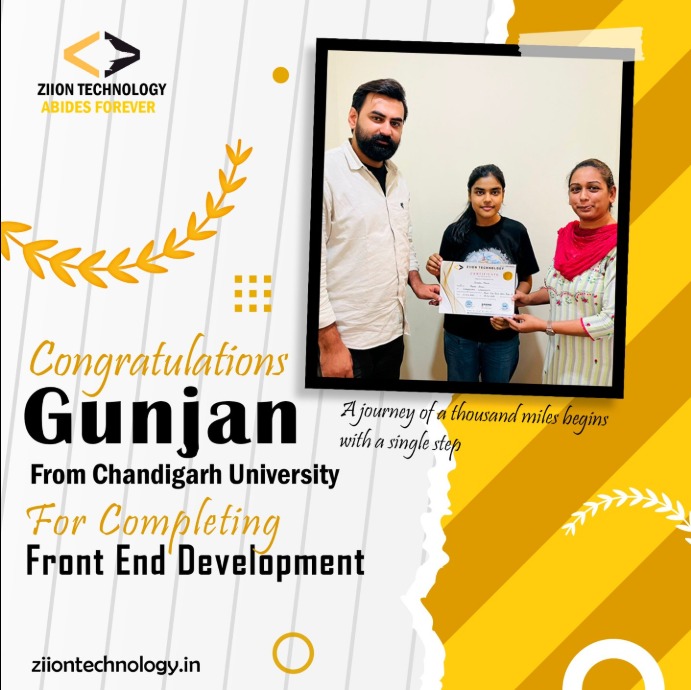 ZIION TECHNOLOGY
ABIDES FOREVER
ZIION TECHNOLOGY
Congratulations
Gunjan
From Chandigarh University
For Completing
Front End Development
A journey of a thousand miles begins
with a single step
ziiontechnology.in